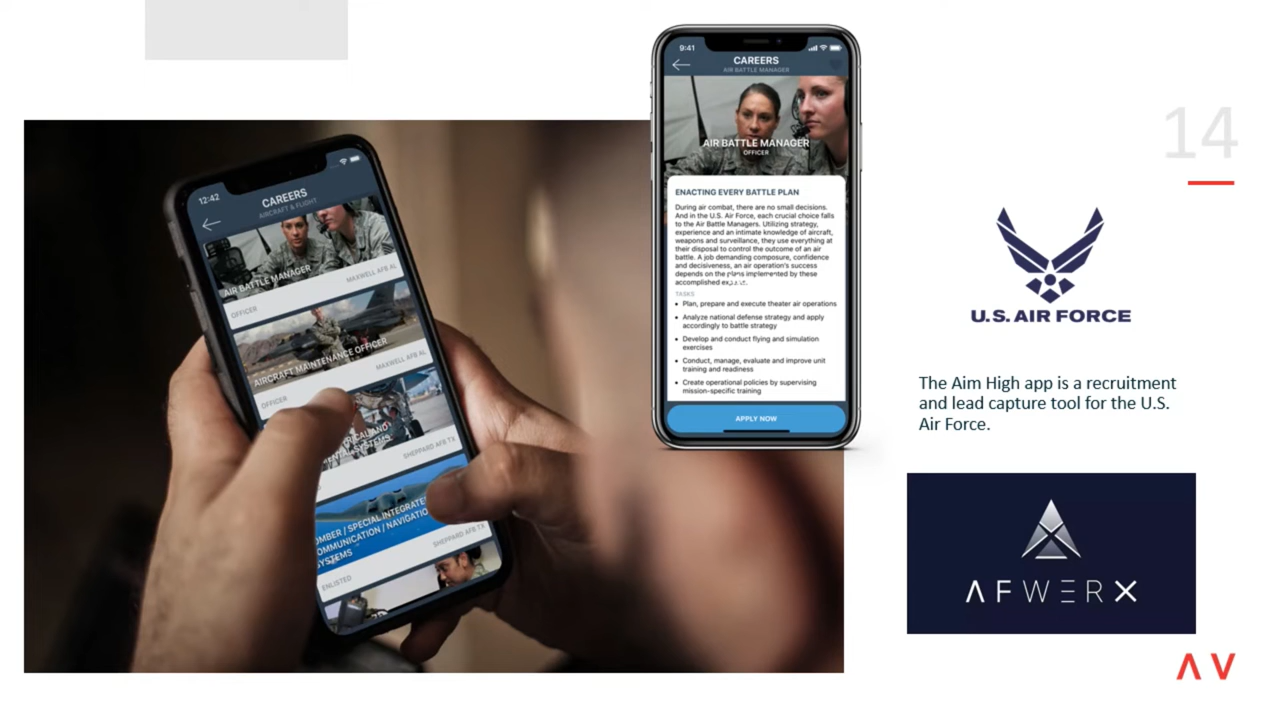 12:42
CAREERS
AIRCRAFT & FLIGHT
AIR BATTLE MANAGER
OFFICER
MAXWELL AFB AL
AIRCRAFT MAINTENANCE OFFICER
OFFICER
MAXWELL AFB AL
SYSTEMS
SHEPPARD AFB TX
/ SPECIAL INTEGRATE
COMMUNICATION / NAVIGATIO
SYSTEMS
ENLISTED
SHEPPARD AFB TX
9:41
CAREERS
AIR BATTLE MANAGER
AIR BATTLE MANAGER
OFFICER
ENACTING EVERY BATTLE PLAN
During air combat, there are no small decisions.
And in the U.S. Air Force, each crucial choice falls
to the Air Battle Managers. Utilizing strategy,
experience and an intimate knowledge of aircraft,
weapons and surveillance, they use everything at
their disposal to control the outcome of an air
battle. A job demanding composure, confidence
and decisiveness, an air operation's success
depends on the plans implemented by these
accomplished
TASKS
• Plan, prepare and execute theater air operations
• Analyze national defense strategy and apply
accordingly to battle strategy
• Develop and conduct flying and simulation
exercises
• Conduct, manage, evaluate and improve unit
training and readiness
• Create operational policies by supervising
mission-specific training
APPLY NOW
14
U.S. AIR FORCE
The Aim High app is a recruitment
and lead capture tool for the U.S.
Air Force.
AFWERX
AV